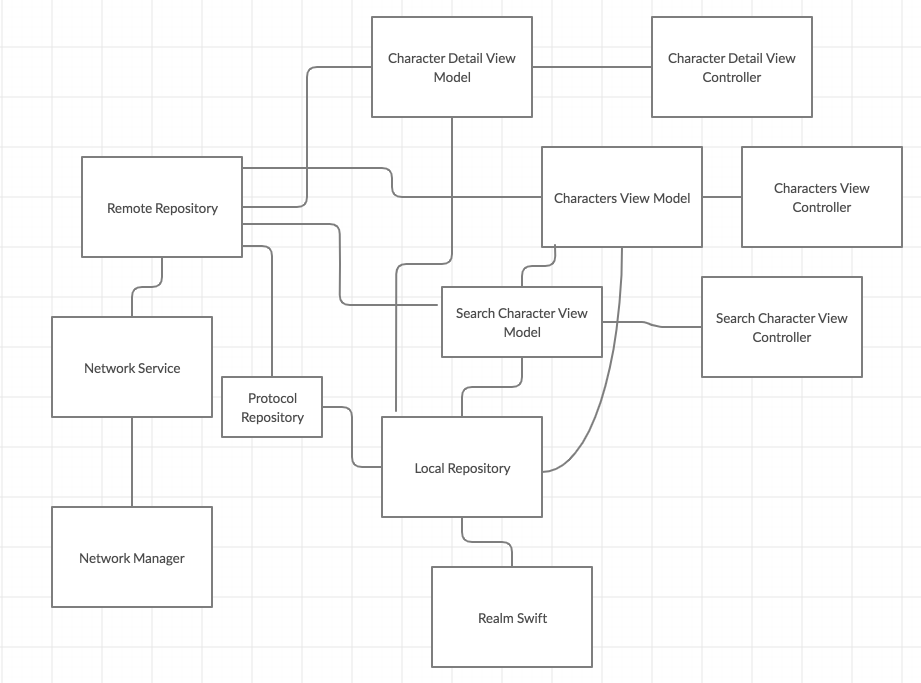 Character Detail View
Model
Character Detail View
Controller
Remote Repository
Characters View Model
Characters View
Controller
Search Character View
Model
Search Character View
Controller
Network Service
Protocol
Repository
Local Repository
Network Manager
Realm Swift